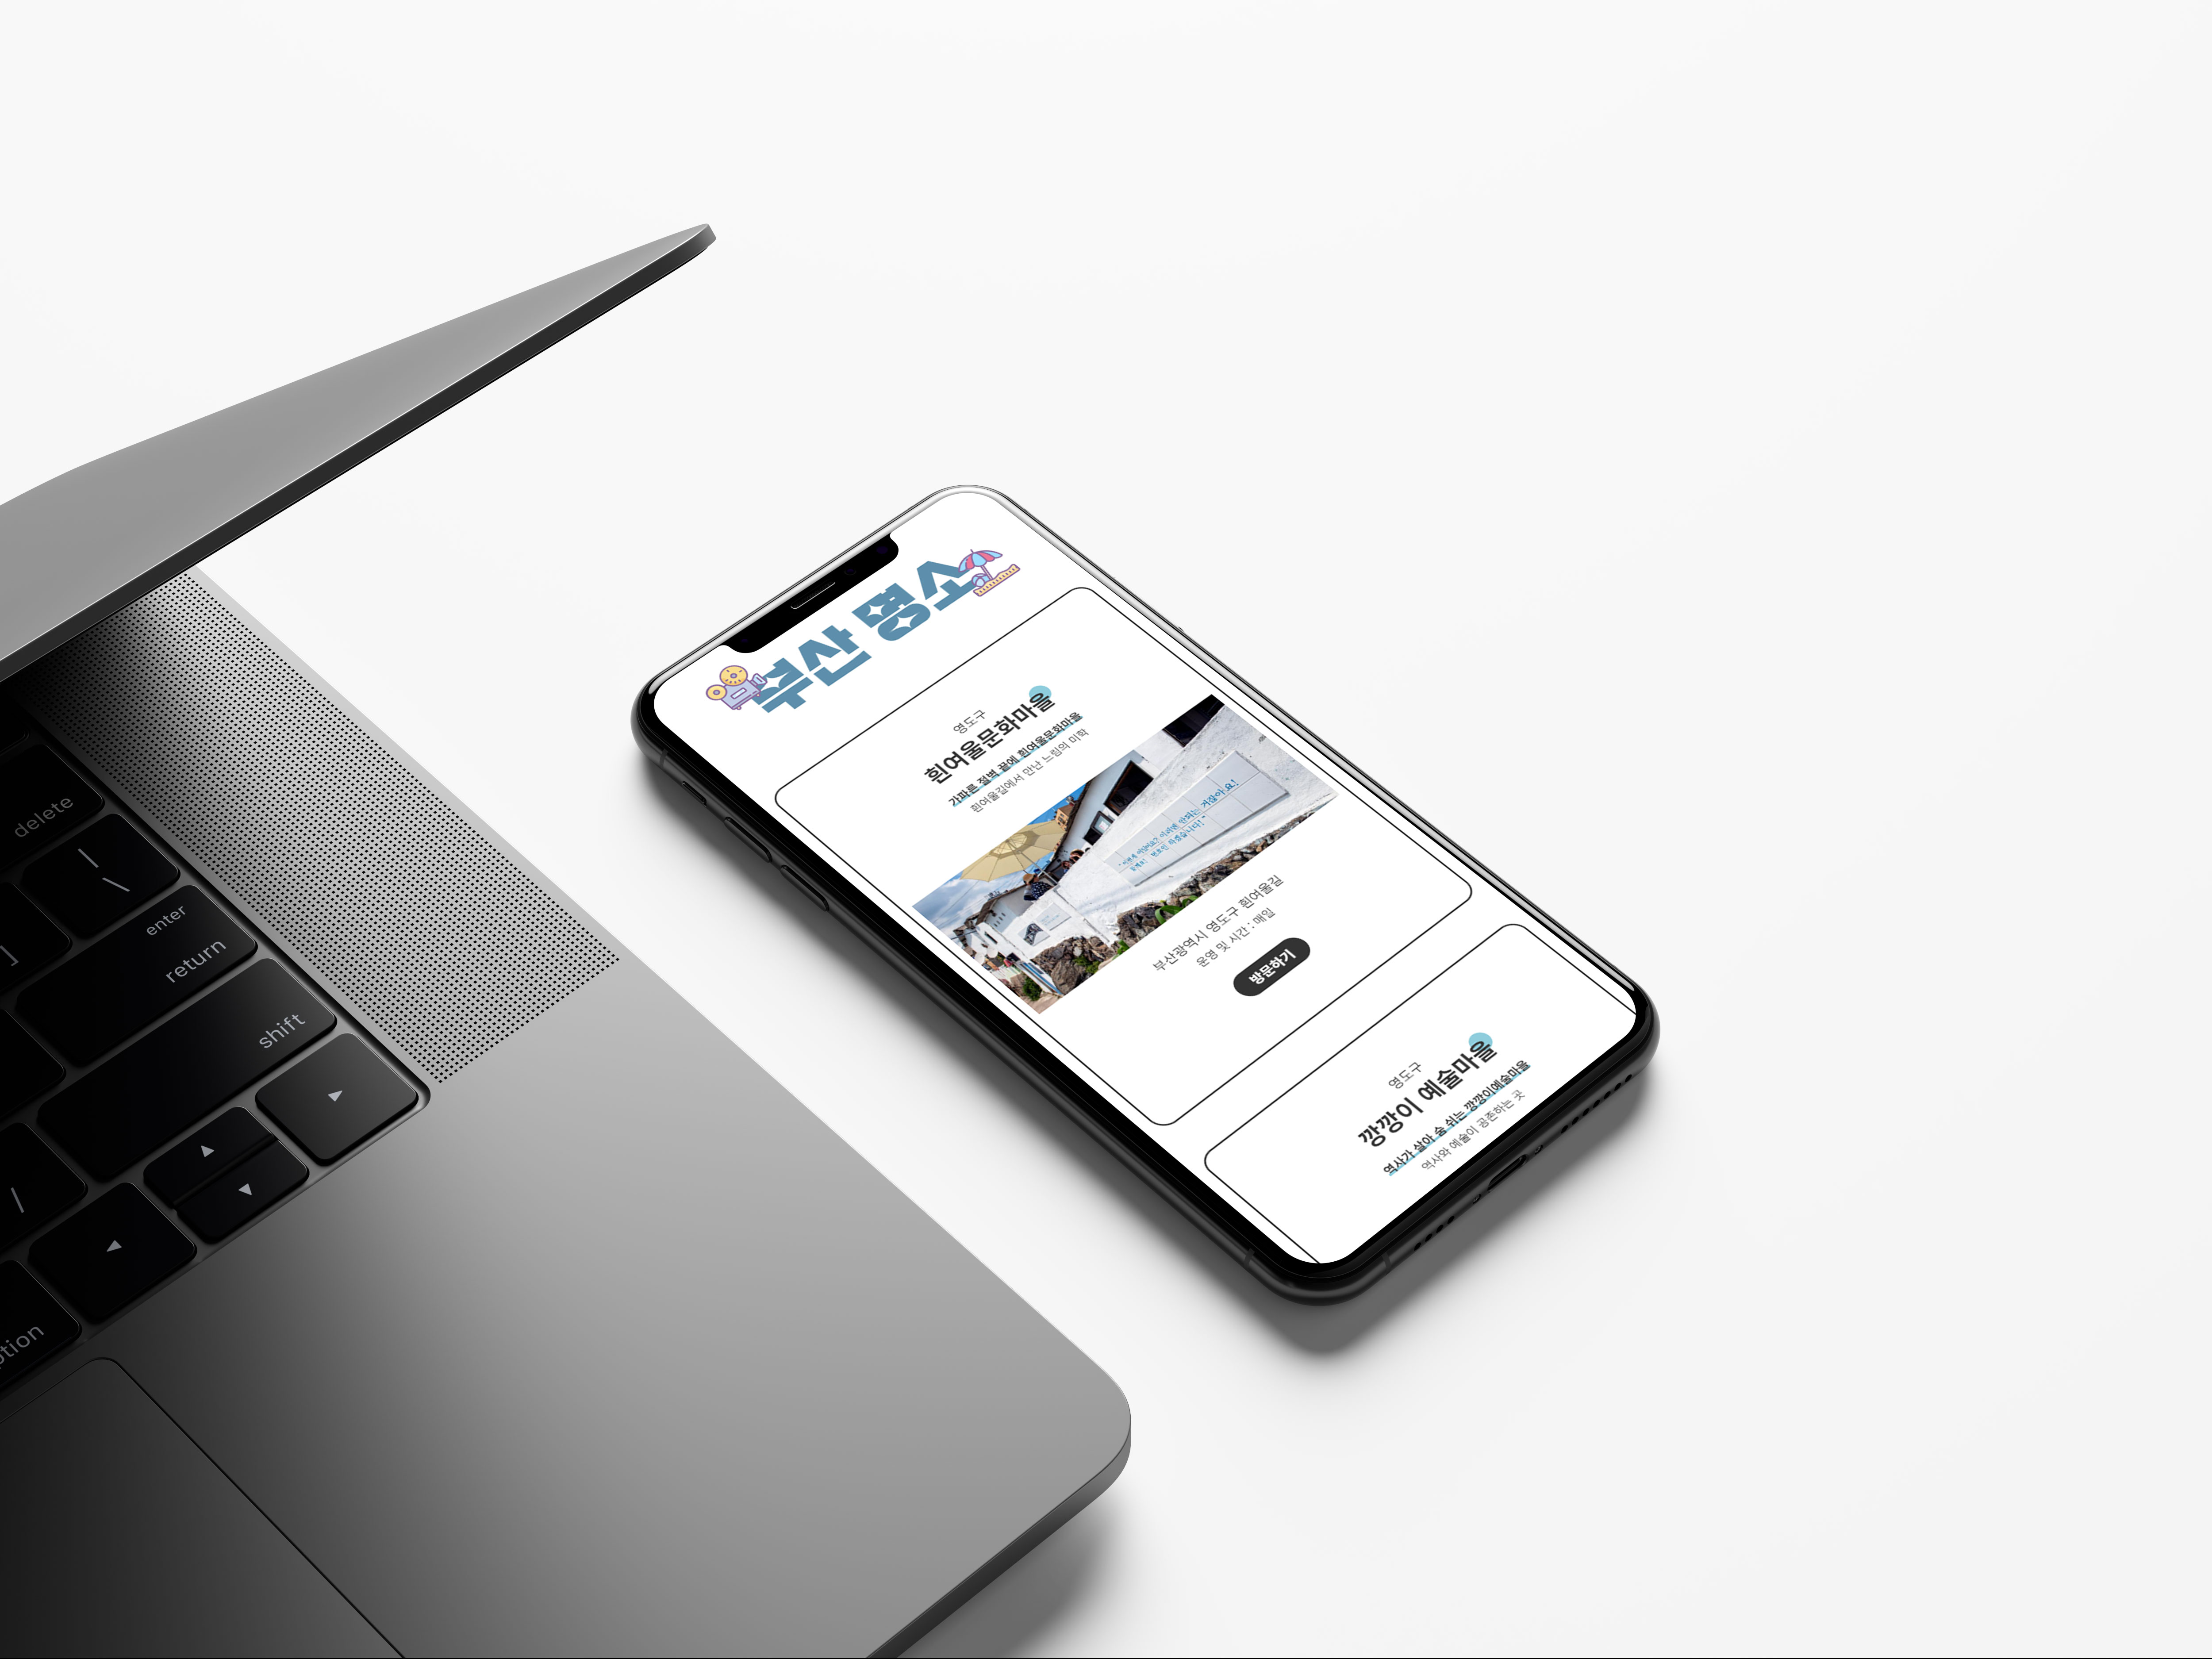 부산 명소
영도구
흰여울문화마을
가파른 절벽 끝에 흰여울문화마을
흰여울길에서 만난 느림의 미학
거잖아요!
부산광역시 영도구 흰여울길
운영 및 시간 : 매일
방문하기
영도구
깡깡이 예술마을
역사가 살아 숨 쉬는 깡깡이예술마을
역사와 예술이 공존하는 곳
delete
|
\
]
enter
return
shift
/
ption